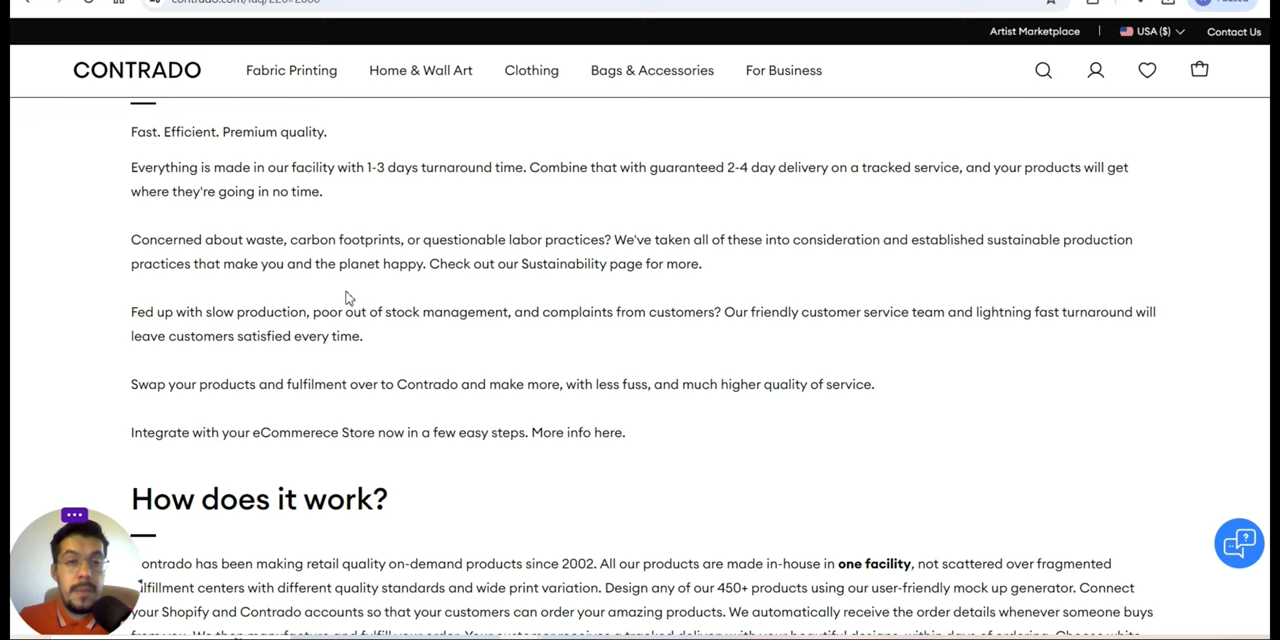 Artist Marketplace | USA ($) Contact Us
CONTRADO Fabric Printing Home & Wall Art Clothing Bags & Accessories For Business
Fast. Efficient. Premium quality.
Everything is made in our facility with 1-3 days turnaround time. Combine that with guaranteed 2-4 day delivery on a tracked service, and your products will get
where they're going in no time.
Concerned about waste, carbon footprints, or questionable labor practices? We've taken all of these into consideration and established sustainable production
practices that make you and the planet happy. Check out our Sustainability page for more.
Fed up with slow production, poor out of stock management, and complaints from customers? Our friendly customer service team and lightning fast turnaround will
leave customers satisfied every time.
Swap your products and fulfilment over to Contrado and make more, with less fuss, and much higher quality of service.
Integrate with your eCommerece Store now in a few easy steps. More info here.
How does it work?
ontrado has been making retail quality on-demand products since 2002. All our products are made in-house in one facility, not scattered over fragmented
ulfillment centers with different quality standards and wide print variation. Design any of our 450+ products using our user-friendly mock up generator. Connect
your Shopify and Contrado accounts so that your customers can order your amazing products. We automatically receive the order details whenever someone buys